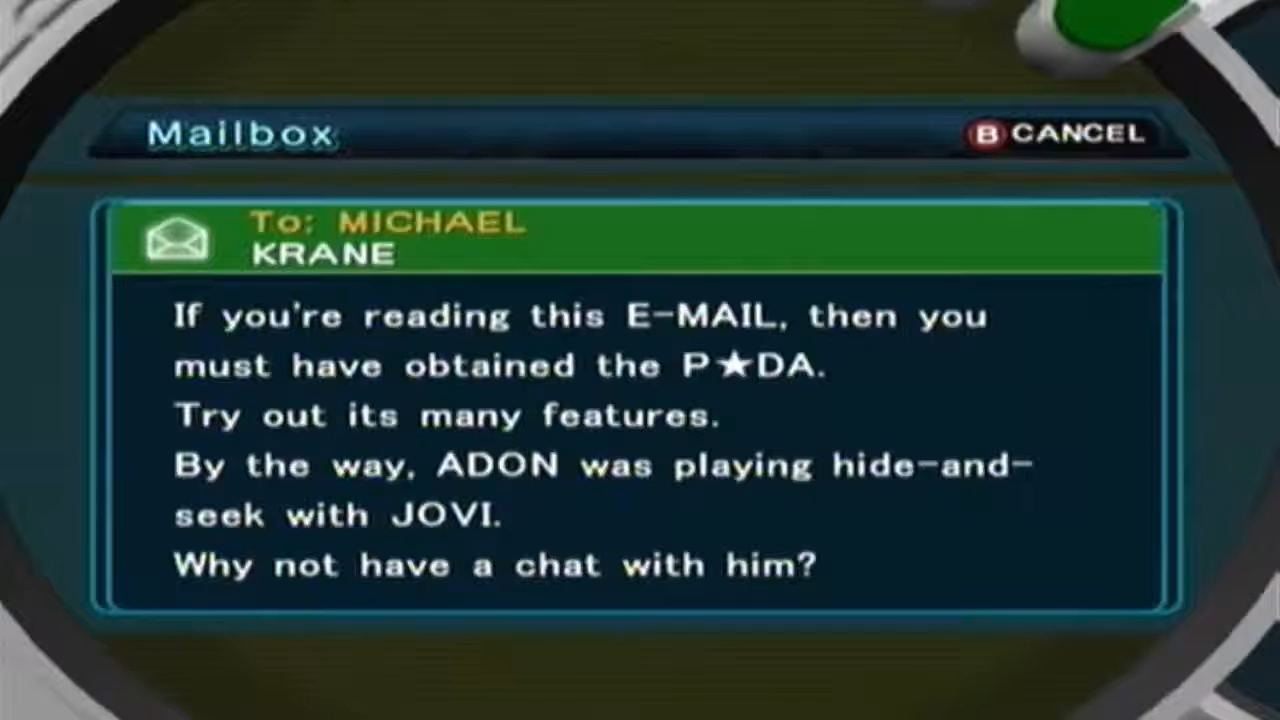 Mailbox
B CANCEL
To: MICHAEL
KRANE
If you're reading this E-MAIL, then you
must have obtained the P★DA.
Try out its many features.
By the way, ADON was playing hide-and-
seek with JOVI.
Why not have a chat with him?